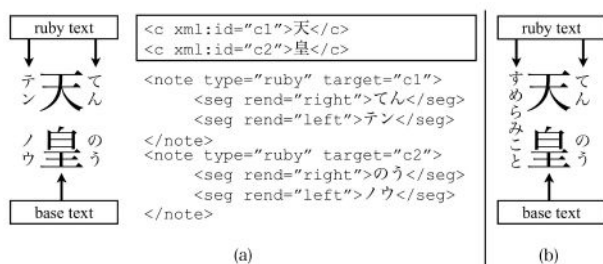 ruby text
テン
天
てん
ノウ
皇
のう
base text
<c xml:id="c1">天</c>
<c xml:id="c2">皇</c>
<note type="ruby" target="c1">
<seg rend="right">てん</seg>
<seg rend="left">テン</seg>
</note>
<note type="ruby" target="c2">
<seg rend="right">のう</seg>
<seg rend="left">ノウ</seg>
</note>
(a)
ruby text
すめらみこと
天
てん
皇
のう
base text
(b)